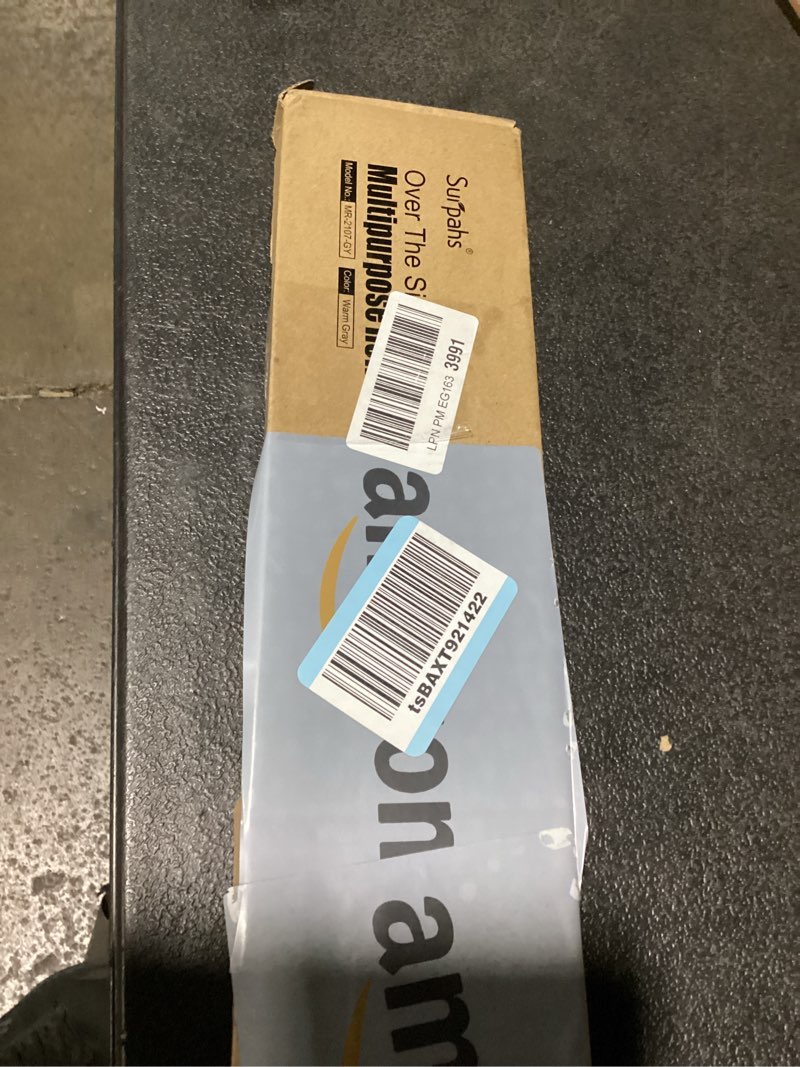 Surpahs®
Over The Si
Multipurpose
Model No.: MR-2107-GY Color: Warm Gray
LPN PM EG163 3991
a
tsBAXT921422
on am